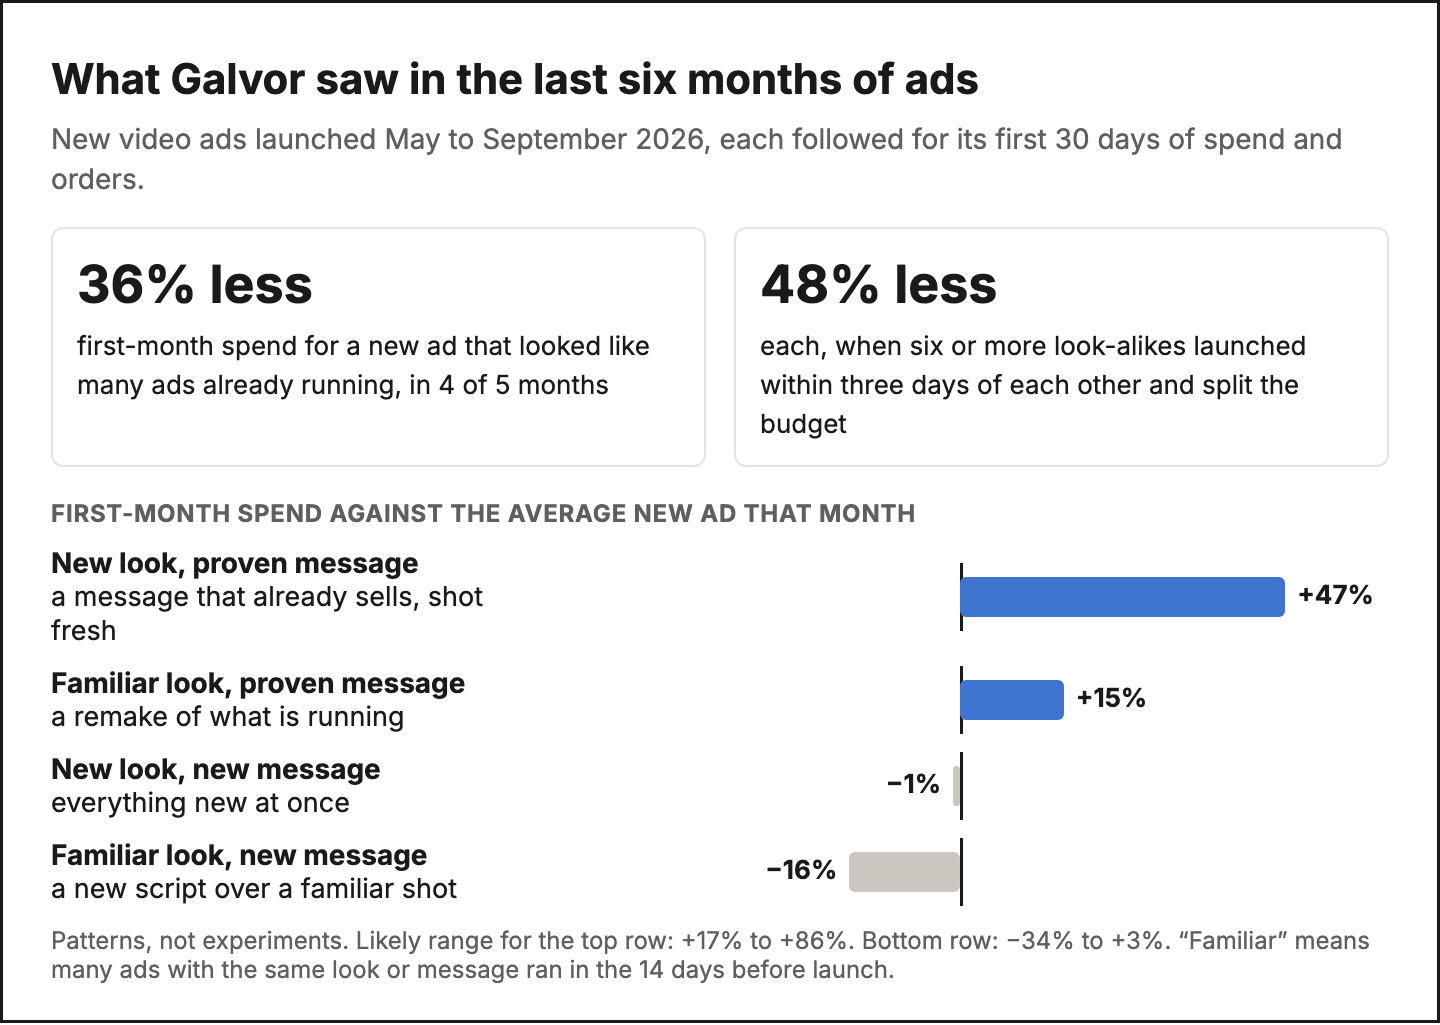 What Galvor saw in the last six months of ads
New video ads launched May to September 2026, each followed for its first 30 days of spend and
orders.
36% less
first-month spend for a new ad that looked like
many ads already running, in 4 of 5 months
48% less
each, when six or more look-alikes launched
within three days of each other and split the
budget
FIRST-MONTH SPEND AGAINST THE AVERAGE NEW AD THAT MONTH
New look, proven message
a message that already sells, shot
fresh
+47%
Familiar look, proven message
a remake of what is running
+15%
New look, new message
everything new at once
−1%
Familiar look, new message
a new script over a familiar shot
−16%
Patterns, not experiments. Likely range for the top row: +17% to +86%. Bottom row: −34% to +3%. “Familiar” means
many ads with the same look or message ran in the 14 days before launch.